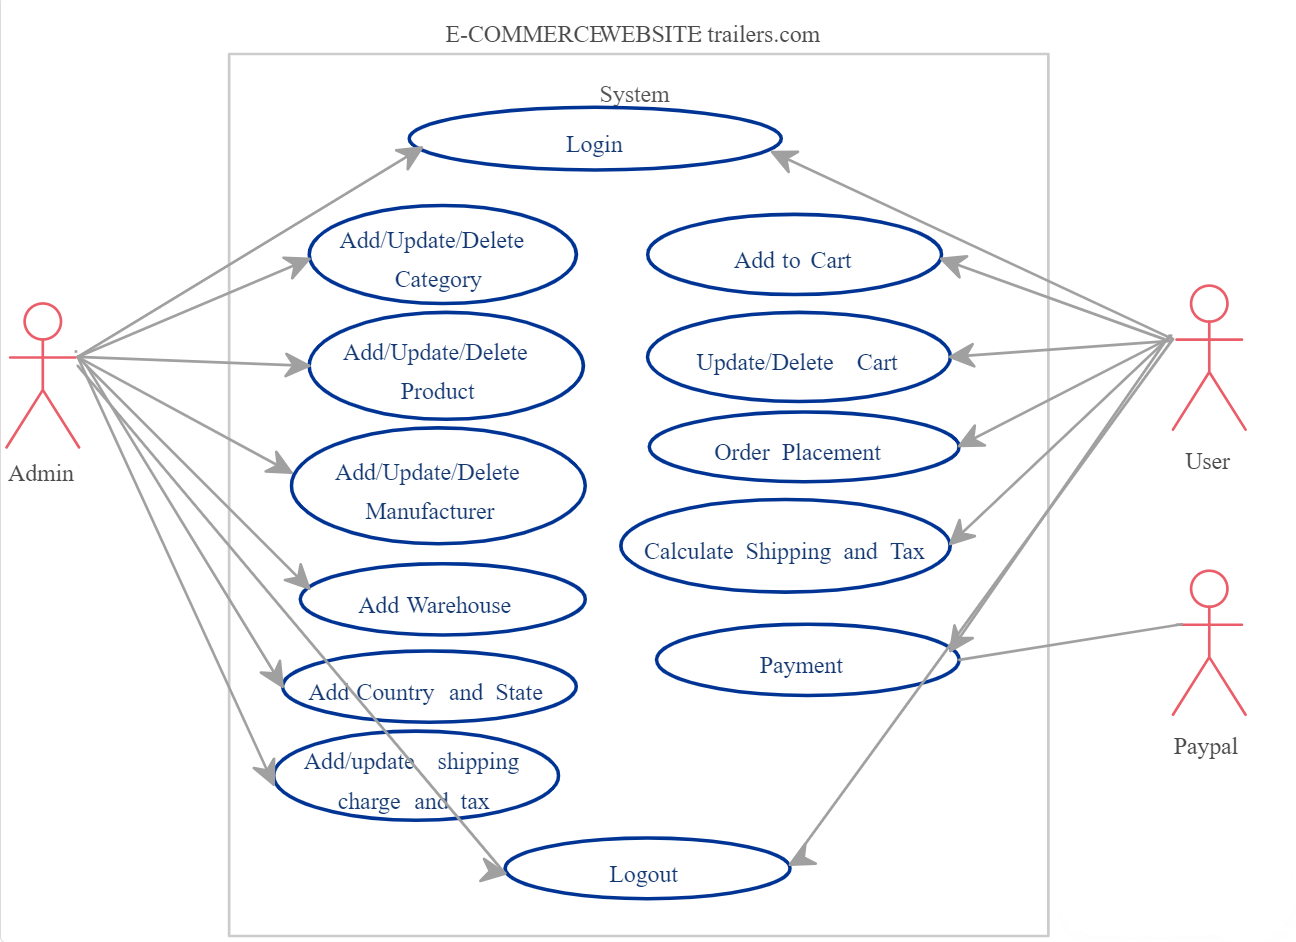 E-COMMERCEWEBSITE trailers.com
System
Login
Add/Update/Delete
Category
Add to Cart
Add/Update/Delete
Product
Update/Delete Cart
Add/Update/Delete
Manufacturer
Order Placement
Admin
User
Calculate Shipping and Tax
Add Warehouse
Add Country and State
Payment
Paypal
Add/update shipping
charge and tax
Logout